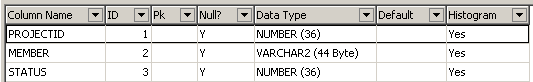 Column Name ID Pk Null? Data Type Default Histogram
PROJECTID 1 Y NUMBER (36) Yes
MEMBER 2 Y VARCHAR2 (44 Byte) Yes
STATUS 3 Y NUMBER (36) Yes